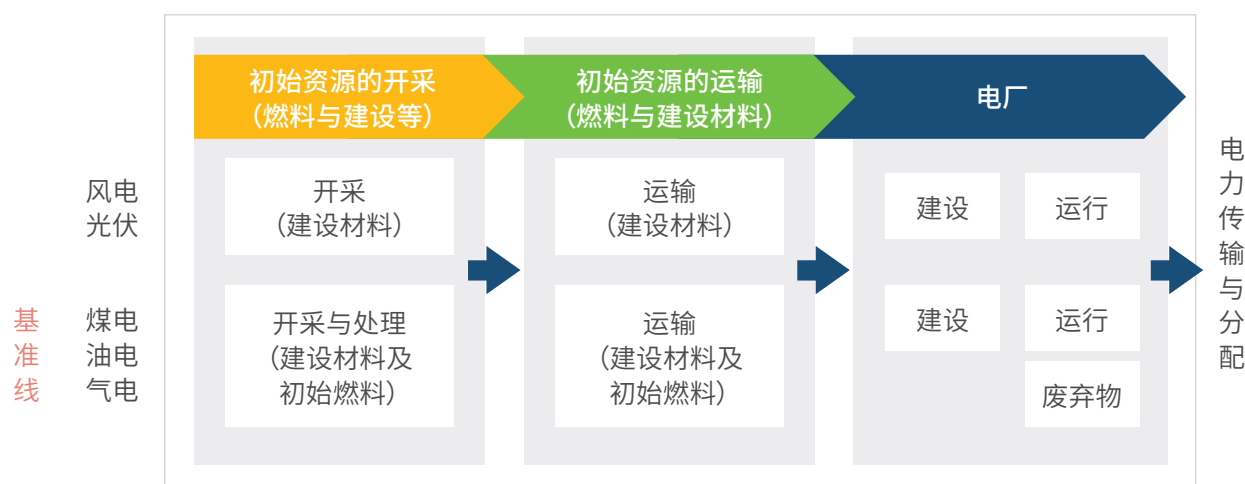 初始资源的开采
（燃料与建设等）
初始资源的运输
（燃料与建设材料）
电厂
风电
光伏
开采
（建设材料）
运输
（建设材料）
建设
运行
基
准
线
煤电
油电
气电
开采与处理
（建设材料及
初始燃料）
运输
（建设材料及
初始燃料）
建设
运行
废弃物
电
力
传
输
与
分
配